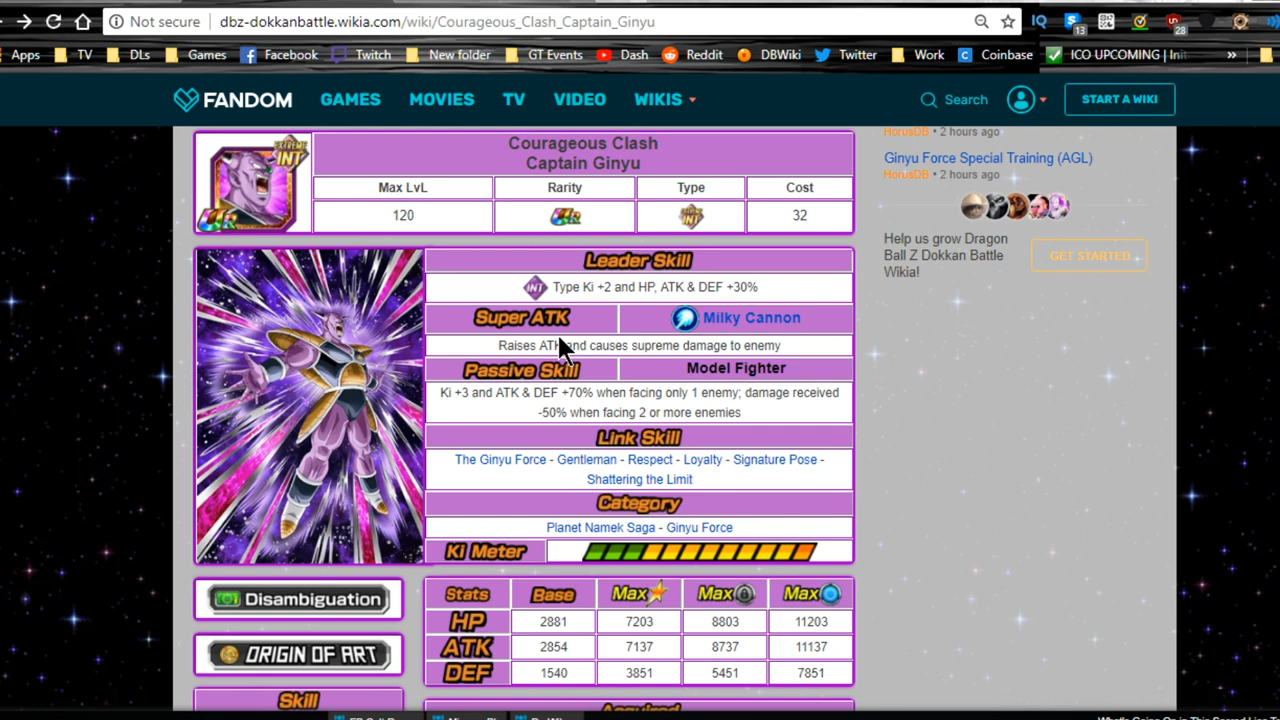 Not secure | dbz-dokkanbattle.wikia.com/wiki/Courageous_Clash_Captain_Ginyu
IQ
13
28
Apps TV DLs Games Facebook Twitch New folder GT Events Dash Reddit DBWiki Twitter Work Coinbase ICO UPCOMING | Init »
FANDOM GAMES MOVIES TV VIDEO WIKIS Search START A WIKI
HorusDB • 2 hours ago
Ginyu Force Special Training (AGL)
HorusDB • 2 hours ago
Help us grow Dragon
Ball Z Dokkan Battle
Wikia!
GET STARTED
EXTREME
INT
UR
Courageous Clash
Captain Ginyu
Max LvL Rarity Type Cost
120 UR 32
Leader Skill
INT Type Ki +2 and HP, ATK & DEF +30%
Super ATK Milky Cannon
Raises ATK and causes supreme damage to enemy
Passive Skill Model Fighter
Ki +3 and ATK & DEF +70% when facing only 1 enemy; damage received
-50% when facing 2 or more enemies
Link Skill
The Ginyu Force - Gentleman - Respect - Loyalty - Signature Pose -
Shattering the Limit
Category
Planet Namek Saga - Ginyu Force
Ki Meter
Disambiguation
ORIGIN OF ART
Skill
Stats Base Max Max Max
HP 2881 7203 8803 11203
ATK 2854 7137 8737 11137
DEF 1540 3851 5451 7851
Acquired